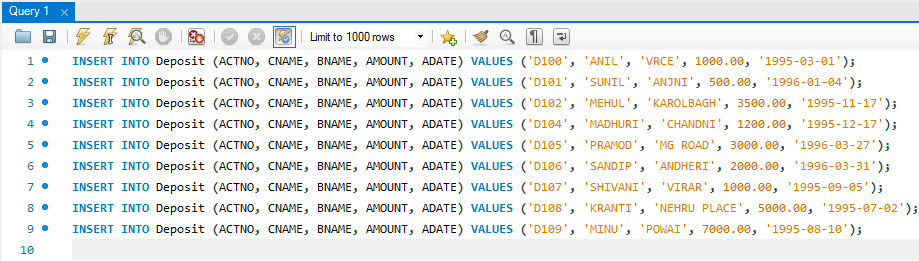 Query 1
Limit to 1000 rows
1 INSERT INTO Deposit (ACTNO, CNAME, BNAME, AMOUNT, ADATE) VALUES ('D100', 'ANIL', 'VRCE', 1000.00, '1995-03-01');
2 INSERT INTO Deposit (ACTNO, CNAME, BNAME, AMOUNT, ADATE) VALUES ('D101', 'SUNIL', 'ANJNI', 500.00, '1996-01-04');
3 INSERT INTO Deposit (ACTNO, CNAME, BNAME, AMOUNT, ADATE) VALUES ('D102', 'MEHUL', 'KAROLBAGH', 3500.00, '1995-11-17');
4 INSERT INTO Deposit (ACTNO, CNAME, BNAME, AMOUNT, ADATE) VALUES ('D104', 'MADHURI', 'CHANDNI', 1200.00, '1995-12-17');
5 INSERT INTO Deposit (ACTNO, CNAME, BNAME, AMOUNT, ADATE) VALUES ('D105', 'PRAMOD', 'MG ROAD', 3000.00, '1996-03-27');
6 INSERT INTO Deposit (ACTNO, CNAME, BNAME, AMOUNT, ADATE) VALUES ('D106', 'SANDIP', 'ANDHERI', 2000.00, '1996-03-31');
7 INSERT INTO Deposit (ACTNO, CNAME, BNAME, AMOUNT, ADATE) VALUES ('D107', 'SHIVANI', 'VIRAR', 1000.00, '1995-09-05');
8 INSERT INTO Deposit (ACTNO, CNAME, BNAME, AMOUNT, ADATE) VALUES ('D108', 'KRANTI', 'NEHRU PLACE', 5000.00, '1995-07-02');
9 INSERT INTO Deposit (ACTNO, CNAME, BNAME, AMOUNT, ADATE) VALUES ('D109', 'MINU', 'POWAI', 7000.00, '1995-08-10');
10